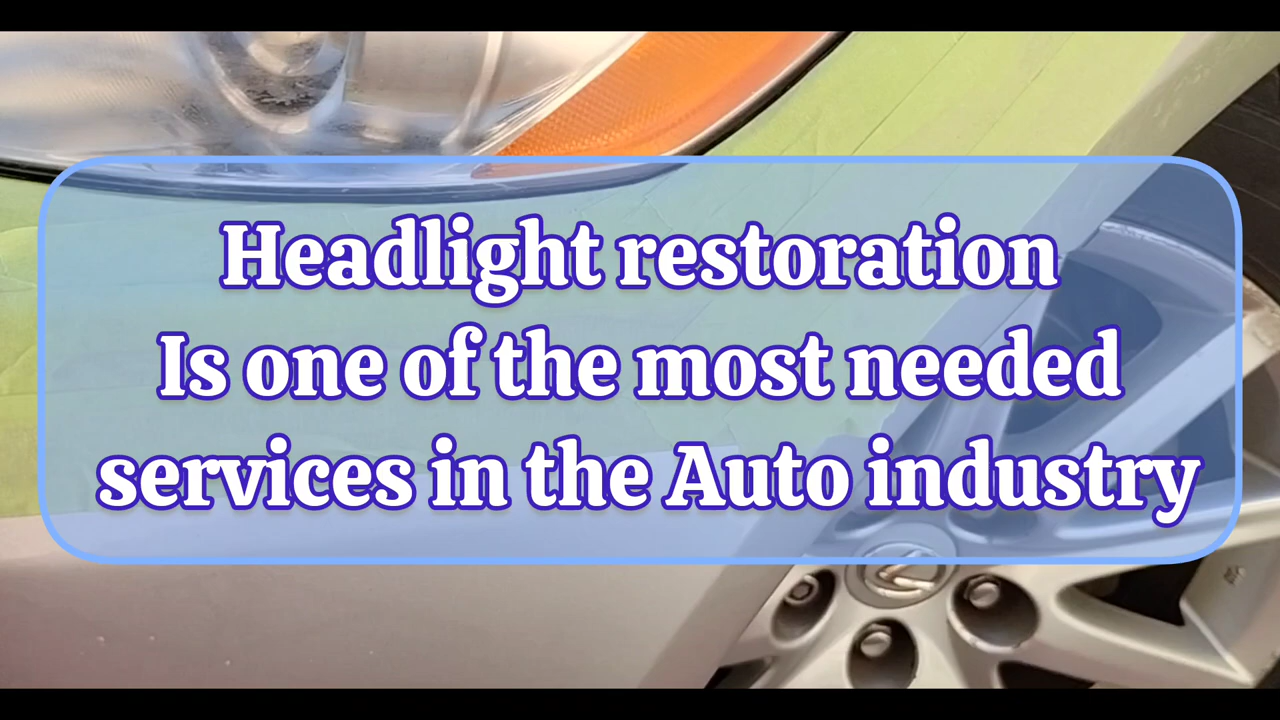 Headlight restoration
Is one of the most needed
services in the Auto industry